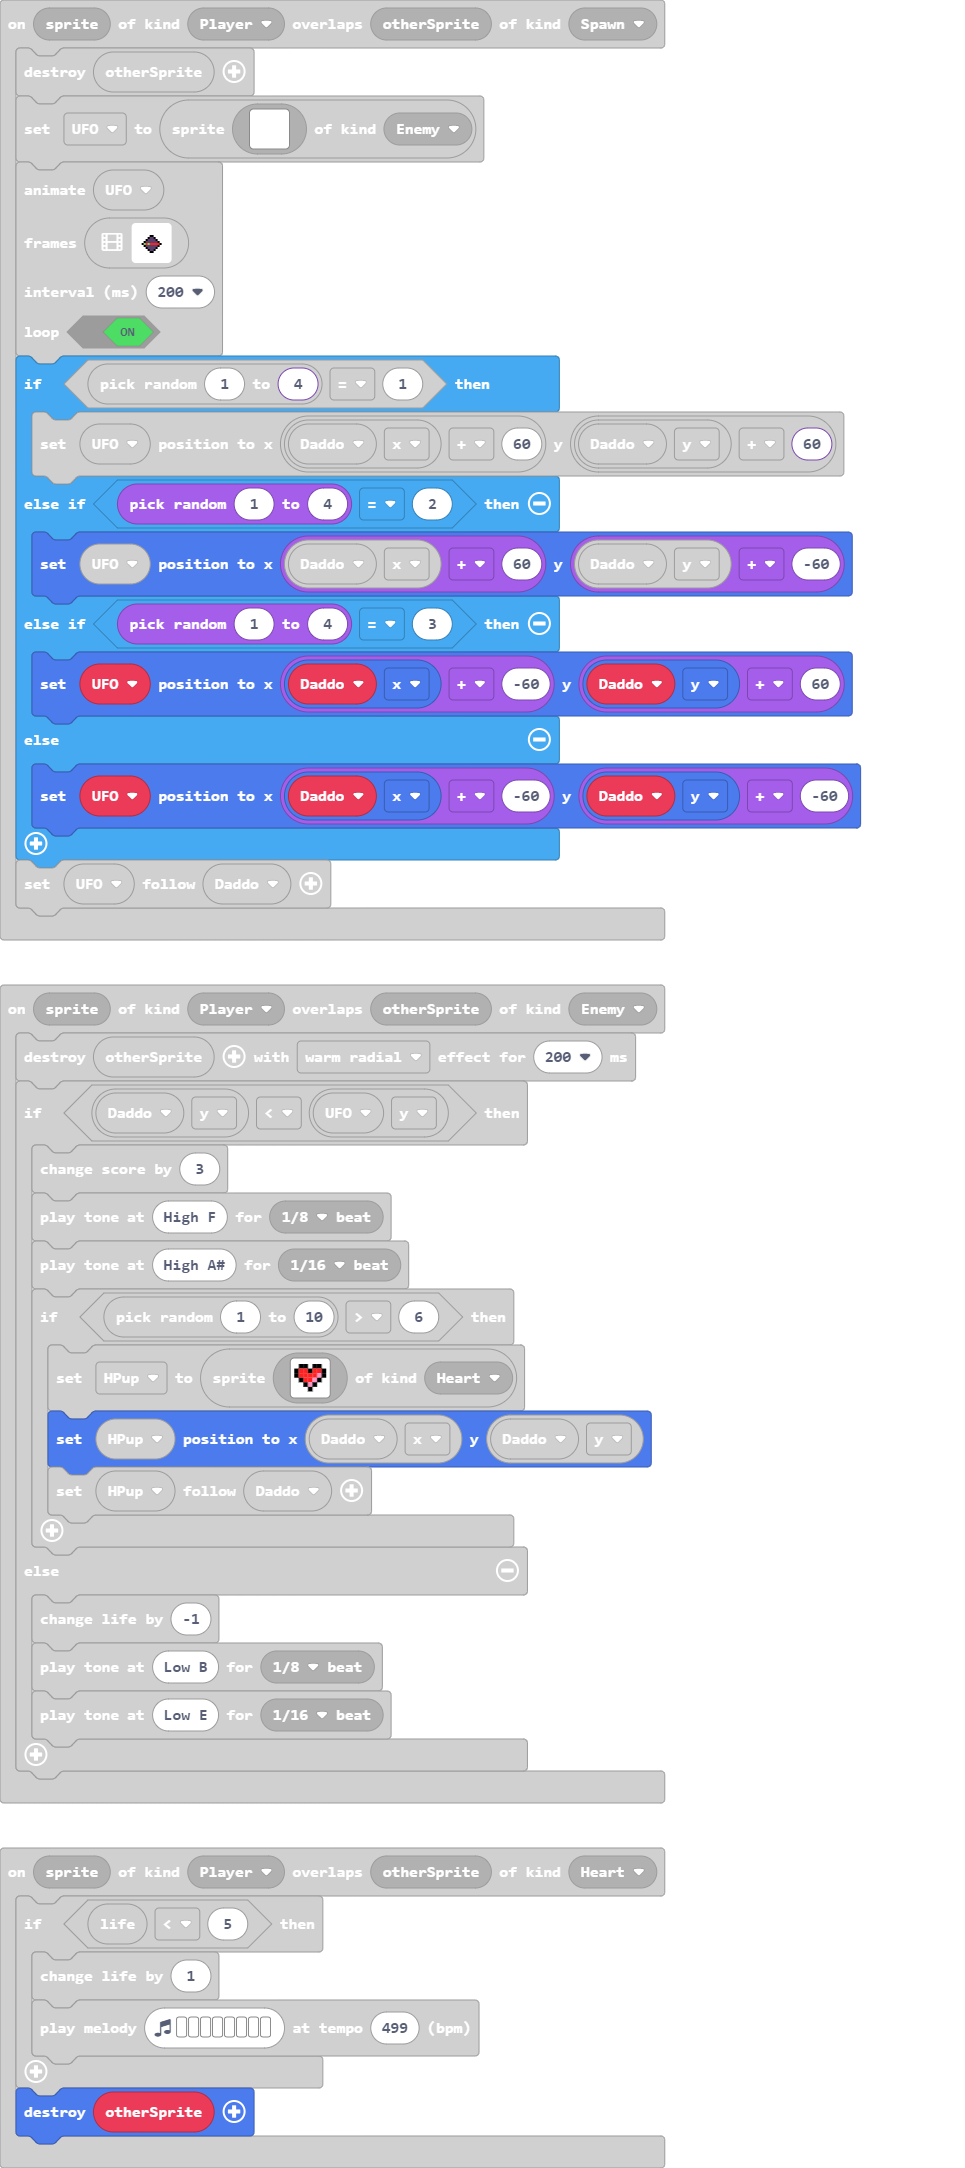 on sprite of kind Player overlaps otherSprite of kind Spawn
destroy otherSprite
set UFO to sprite of kind Enemy
animate UFO
frames
interval (ms) 200
loop ON
if pick random 1 to 4 = 1 then
set UFO position to x Daddo x + 60 y Daddo y + 60
else if pick random 1 to 4 = 2 then
set UFO position to x Daddo x + 60 y Daddo y + -60
else if pick random 1 to 4 = 3 then
set UFO position to x Daddo x + -60 y Daddo y + 60
else
set UFO position to x Daddo x + -60 y Daddo y + -60
set UFO follow Daddo
on sprite of kind Player overlaps otherSprite of kind Enemy
destroy otherSprite with warm radial effect for 200 ms
if Daddo y < UFO y then
change score by 3
play tone at High F for 1/8 beat
play tone at High A# for 1/16 beat
if pick random 1 to 10 > 6 then
set HPup to sprite of kind Heart
set HPup position to x Daddo x y Daddo y
set HPup follow Daddo
else
change life by -1
play tone at Low B for 1/8 beat
play tone at Low E for 1/16 beat
on sprite of kind Player overlaps otherSprite of kind Heart
if life < 5 then
change life by 1
play melody at tempo 499 (bpm)
destroy otherSprite